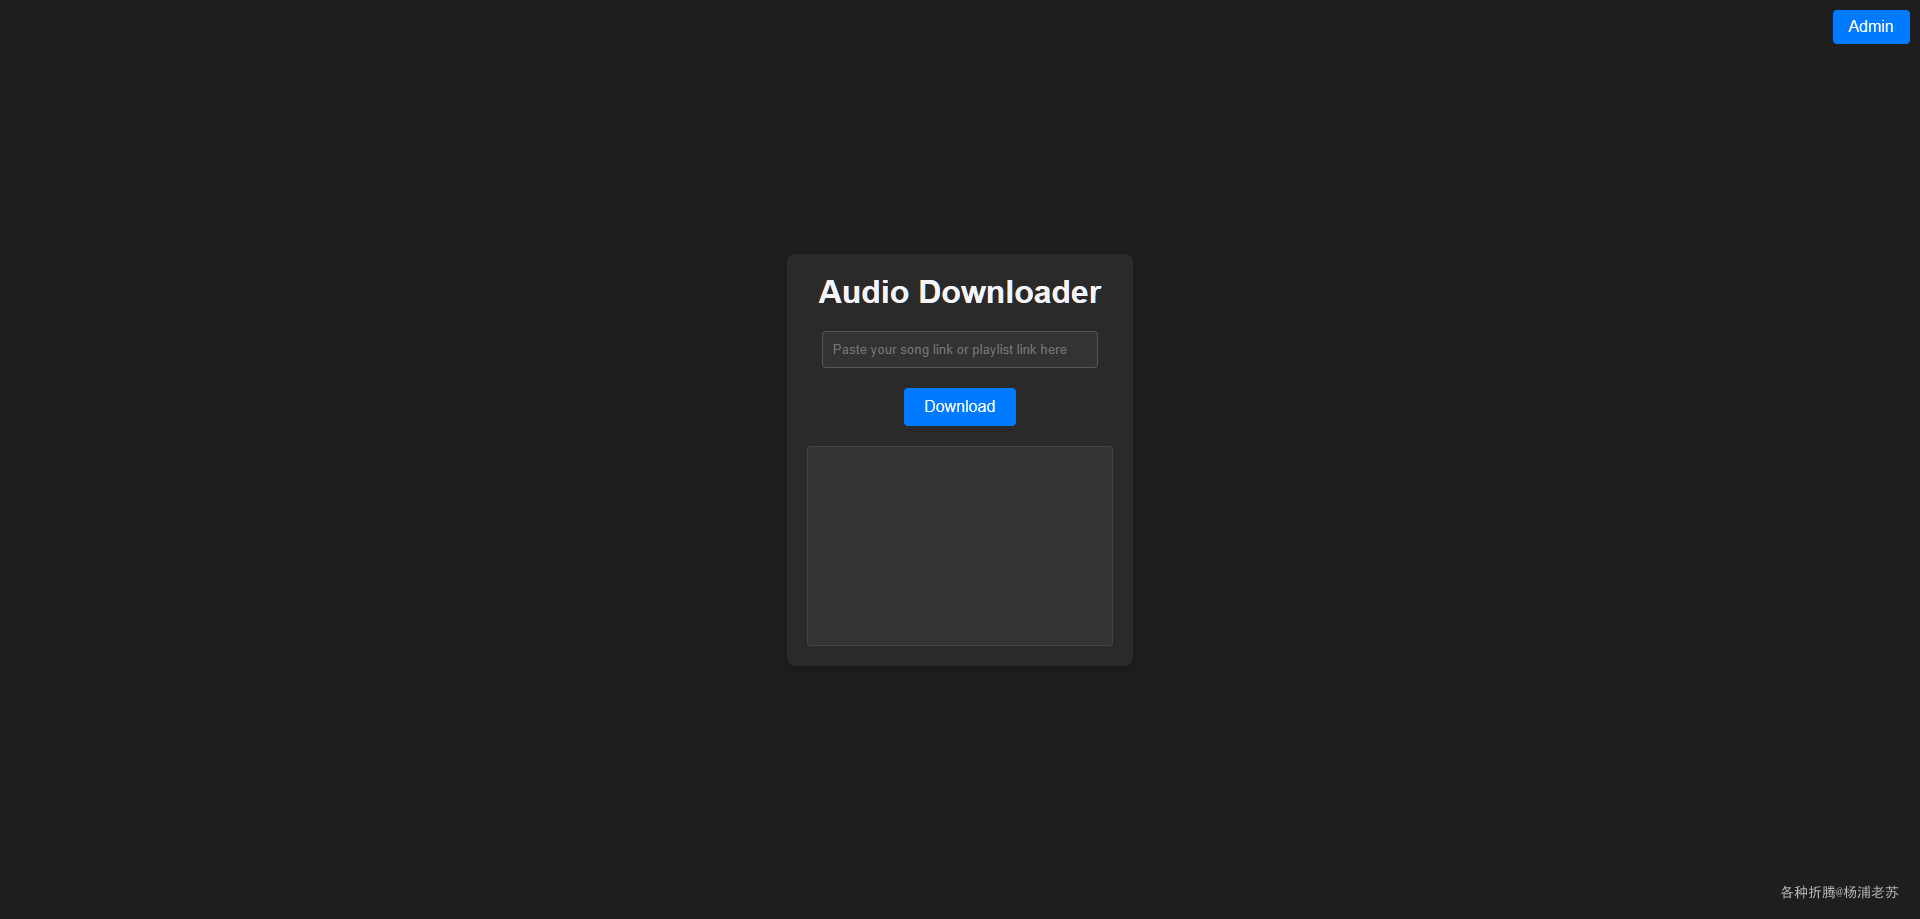 Admin
Audio Downloader
Paste your song link or playlist link here
Download
各种折腾@杨浦老苏